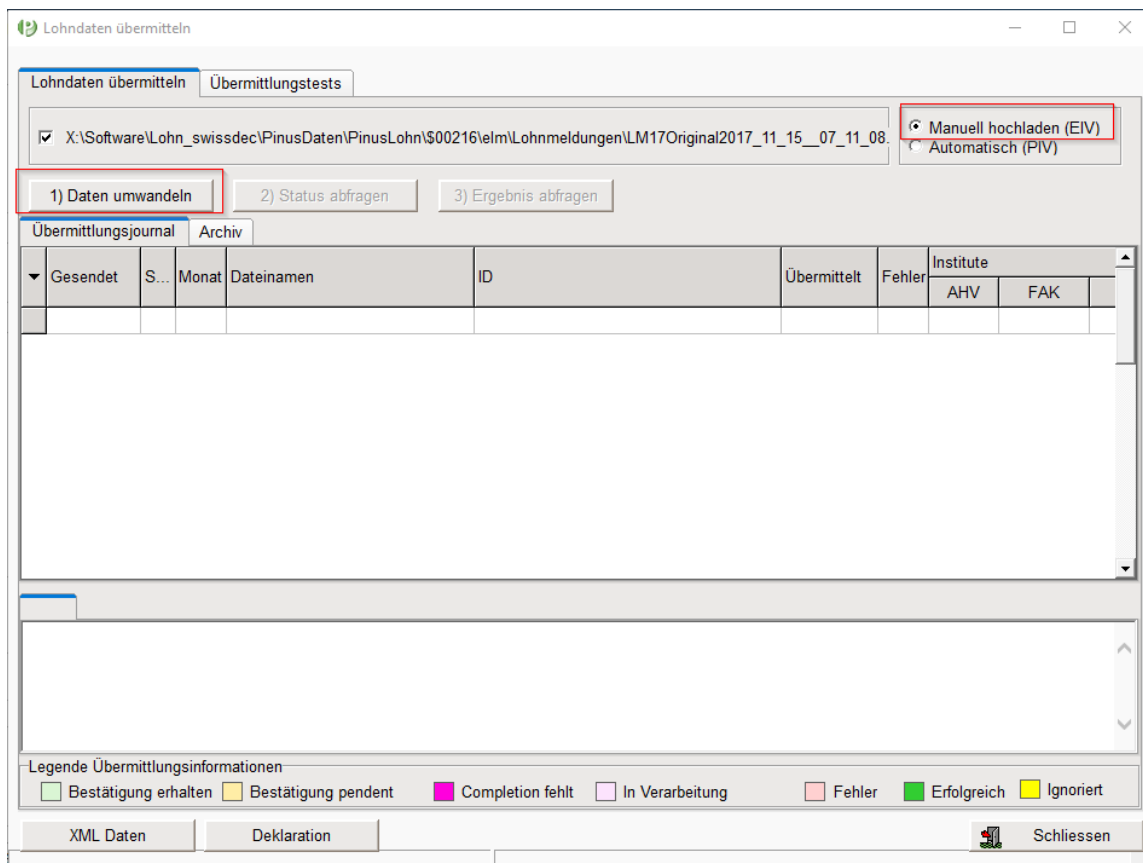 Lohndaten übermitteln
Lohndaten übermitteln Übermittlungstests
X:\Software\Lohn_swissdec\PinusDaten\PinusLohn\$00216\elm\Lohnmeldungen\LM17Original2017_11_15__07_11_08.
Manuell hochladen (EIV)
Automatisch (PIV)
1) Daten umwandeln 2) Status abfragen 3) Ergebnis abfragen
Übermittlungsjournal Archiv
Gesendet S... Monat Dateinamen ID Übermittelt Fehler Institute
AHV FAK
Legende Übermittlungsinformationen
Bestätigung erhalten Bestätigung pendent Completion fehlt In Verarbeitung Fehler Erfolgreich Ignoriert
XML Daten Deklaration Schliessen